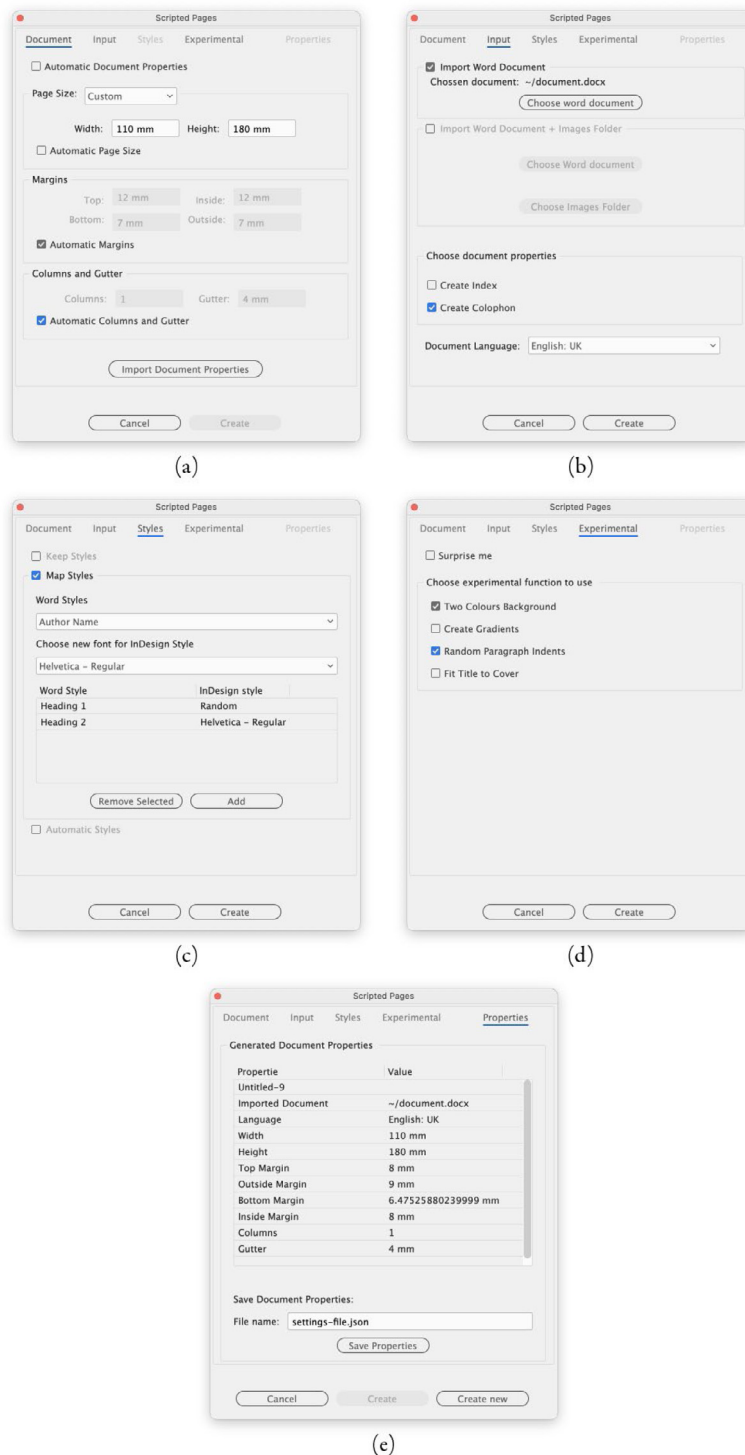 Scripted Pages
Document Input Styles Experimental Properties
Automatic Document Properties
Page Size: Custom
Width: 110 mm Height: 180 mm
Automatic Page Size
Margins
Top: 12 mm Inside: 12 mm
Bottom: 7 mm Outside: 7 mm
Automatic Margins
Columns and Gutter
Columns: 1 Gutter: 4 mm
Automatic Columns and Gutter
Import Document Properties
Cancel Create
(a)
Scripted Pages
Document Input Styles Experimental Properties
Import Word Document
Chossen document: ~/document.docx
Choose word document
Import Word Document + Images Folder
Choose Word document
Choose Images Folder
Choose document properties
Create Index
Create Colophon
Document Language: English: UK
Cancel Create
(b)
Scripted Pages
Document Input Styles Experimental Properties
Keep Styles
Map Styles
Word Styles
Author Name
Choose new font for InDesign Style
Helvetica - Regular
Word Style InDesign style
Heading 1 Random
Heading 2 Helvetica - Regular
Remove Selected Add
Automatic Styles
Cancel Create
(c)
Scripted Pages
Document Input Styles Experimental Properties
Surprise me
Choose experimental function to use
Two Colours Background
Create Gradients
Random Paragraph Indents
Fit Title to Cover
Cancel Create
(d)
Scripted Pages
Document Input Styles Experimental Properties
Generated Document Properties
Propertie Value
Untitled-9
Imported Document ~/document.docx
Language English: UK
Width 110 mm
Height 180 mm
Top Margin 8 mm
Outside Margin 9 mm
Bottom Margin 6.47525880239999 mm
Inside Margin 8 mm
Columns 1
Gutter 4 mm
Save Document Properties:
File name: settings-file.json
Save Properties
Cancel Create Create new
(e)